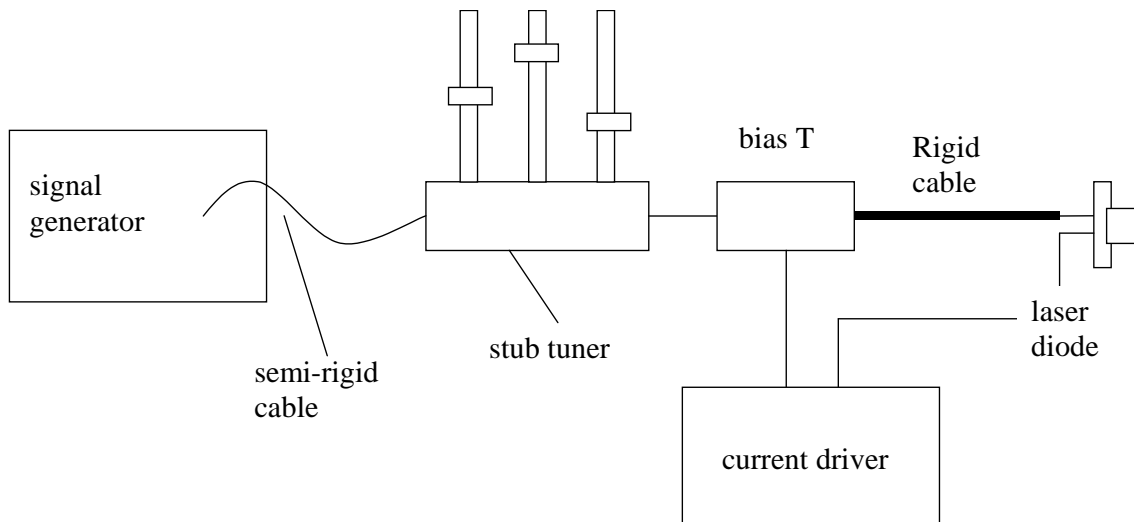 signal
generator
semi-rigid
cable
stub tuner
bias T
Rigid
cable
laser
diode
current driver